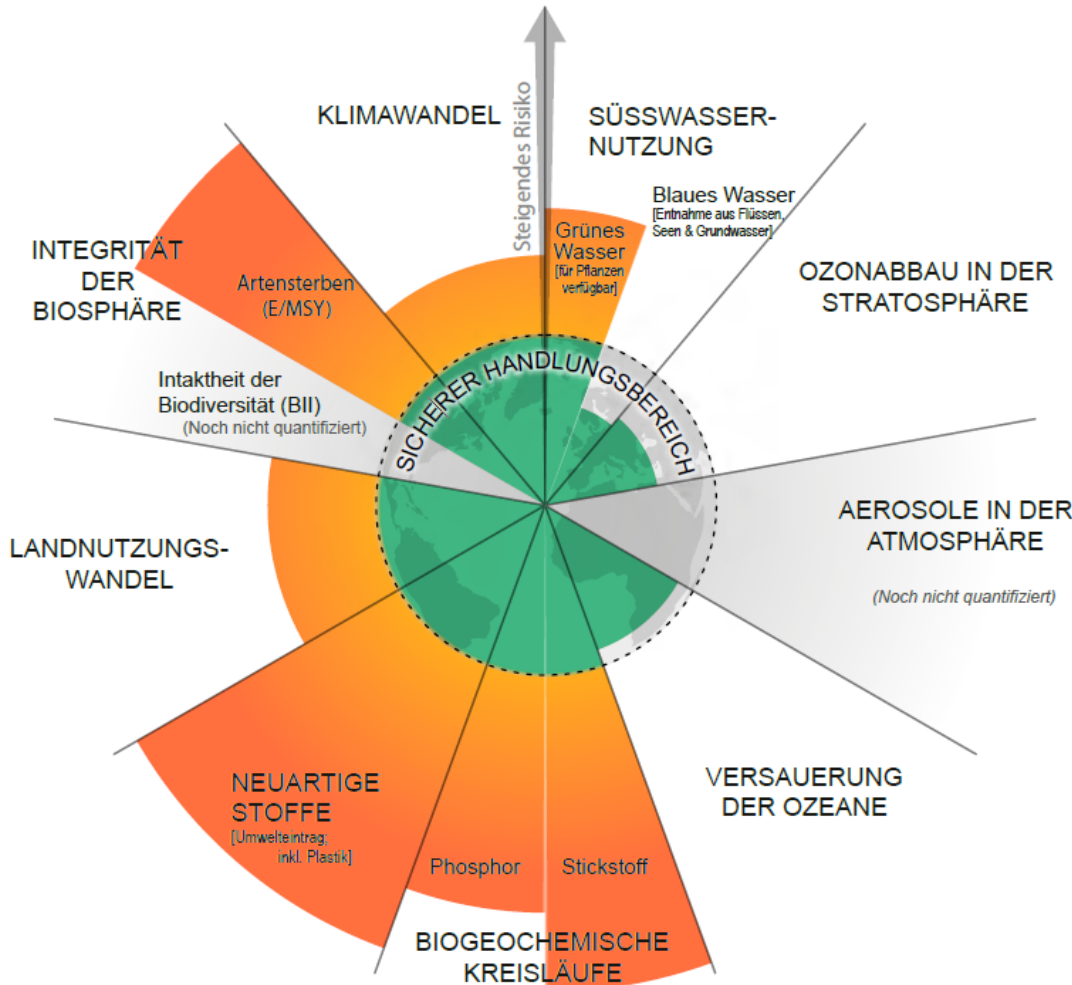 KLIMAWANDEL
Steigendes Risiko
SÜSSWASSER-
NUTZUNG
Blaues Wasser
[Entnahme aus Flüssen,
Seen & Grundwasser]
Grünes
Wasser
[für Pflanzen
verfügbar]
OZONABBAU IN DER
STRATOSPHÄRE
INTEGRITÄT
DER
BIOSPHÄRE
Artensterben
(E/MSY)
Intaktheit der
Biodiversität (BII)
(Noch nicht quantifiziert)
SICHERER HANDLUNGSBEREICH
AEROSOLE IN DER
ATMOSPHÄRE
(Noch nicht quantifiziert)
LANDNUTZUNGS-
WANDEL
VERSAUERUNG
DER OZEANE
NEUARTIGE
STOFFE
[Umwelteintrag;
inkl. Plastik]
Phosphor
Stickstoff
BIOGEOCHEMISCHE
KREISLÄUFE